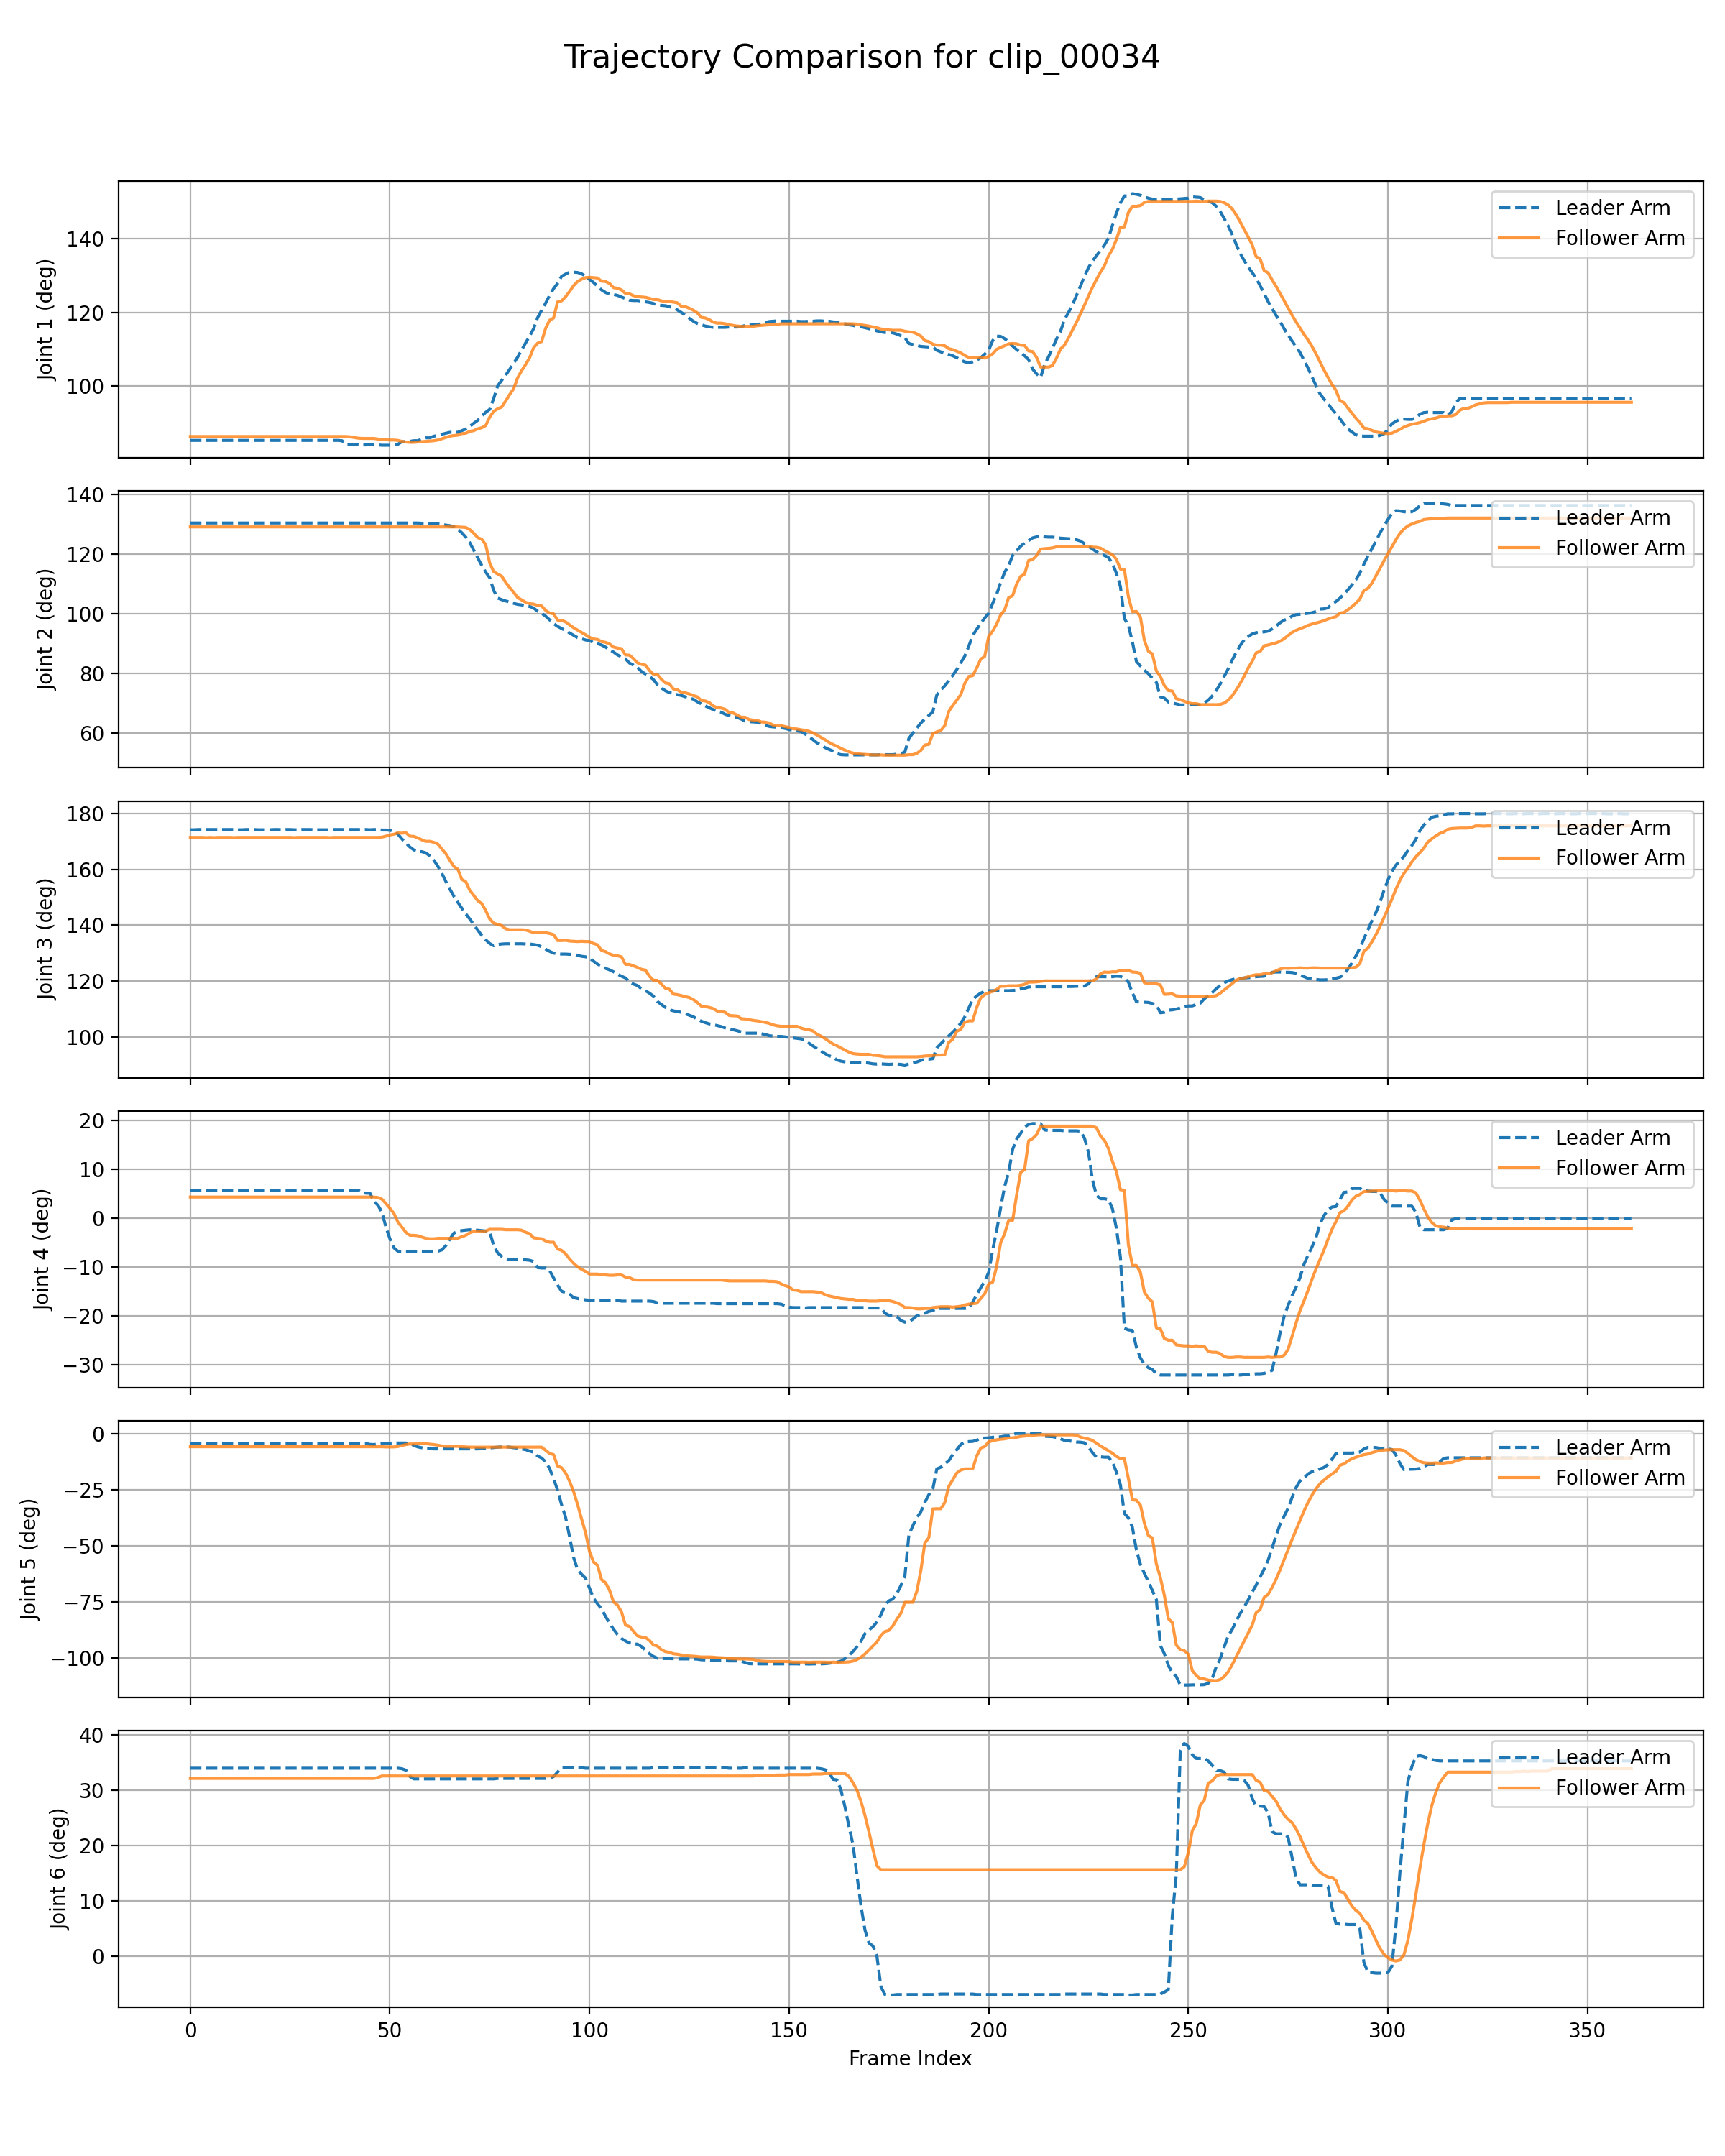 Trajectory Comparison for clip_00034
Joint 1 (deg)
140
120
100
Leader Arm
Follower Arm
Joint 2 (deg)
140
120
100
80
60
Leader Arm
Follower Arm
Joint 3 (deg)
180
160
140
120
100
Leader Arm
Follower Arm
Joint 4 (deg)
20
10
0
−10
−20
−30
Leader Arm
Follower Arm
Joint 5 (deg)
0
−25
−50
−75
−100
Leader Arm
Follower Arm
Joint 6 (deg)
40
30
20
10
0
Leader Arm
Follower Arm
0 50 100 150 200 250 300 350
Frame Index